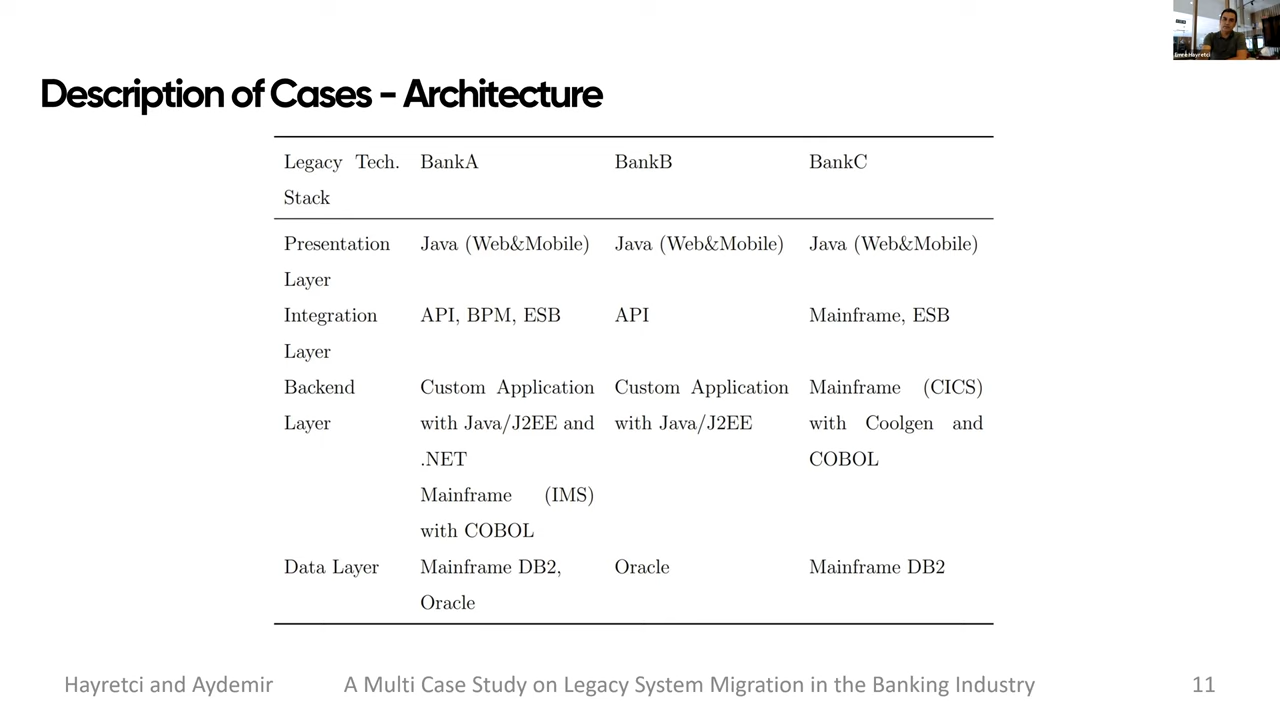 Emre Hayretci
Description of Cases - Architecture
Legacy Tech. Stack BankA BankB BankC
Presentation Layer Java (Web&Mobile) Java (Web&Mobile) Java (Web&Mobile)
Integration Layer API, BPM, ESB API Mainframe, ESB
Backend Layer Custom Application with Java/J2EE and .NET Mainframe (IMS) with COBOL Custom Application with Java/J2EE Mainframe (CICS) with Coolgen and COBOL
Data Layer Mainframe DB2, Oracle Oracle Mainframe DB2
Hayretci and Aydemir A Multi Case Study on Legacy System Migration in the Banking Industry 11